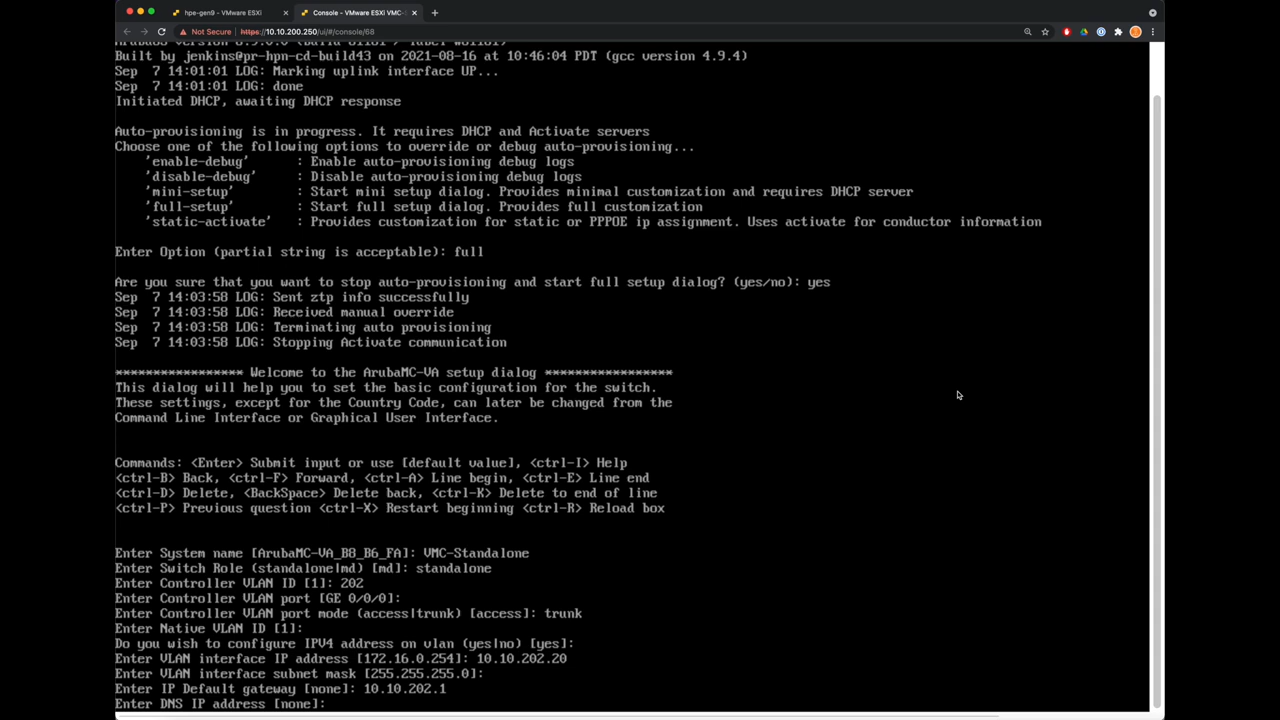 hpe-gen9 - VMware ESXi
Console - VMware ESXi VMC-
Not Secure
https://10.10.200.250/ui/#/console/68
Built by jenkins@pr-hpn-cd-build43 on 2021-08-16 at 10:46:04 PDT (gcc version 4.9.4)
Sep  7 14:01:01 LOG: Marking uplink interface UP...
Sep  7 14:01:01 LOG: done
Initiated DHCP, awaiting DHCP response
Auto-provisioning is in progress. It requires DHCP and Activate servers
Choose one of the following options to override or debug auto-provisioning...
'enable-debug' : Enable auto-provisioning debug logs
'disable-debug' : Disable auto-provisioning debug logs
'mini-setup' : Start mini setup dialog. Provides minimal customization and requires DHCP server
'full-setup' : Start full setup dialog. Provides full customization
'static-activate' : Provides customization for static or PPPOE ip assignment. Uses activate for conductor information
Enter Option (partial string is acceptable): full
Are you sure that you want to stop auto-provisioning and start full setup dialog? (yes/no): yes
Sep  7 14:03:58 LOG: Sent ztp info successfully
Sep  7 14:03:58 LOG: Received manual override
Sep  7 14:03:58 LOG: Terminating auto provisioning
Sep  7 14:03:58 LOG: Stopping Activate communication
***************** Welcome to the ArubaMC-VA setup dialog *****************
This dialog will help you to set the basic configuration for the switch.
These settings, except for the Country Code, can later be changed from the
Command Line Interface or Graphical User Interface.
Commands: <Enter> Submit input or use [default value], <ctrl-I> Help
<ctrl-B> Back, <ctrl-F> Forward, <ctrl-A> Line begin, <ctrl-E> Line end
<ctrl-D> Delete, <BackSpace> Delete back, <ctrl-K> Delete to end of line
<ctrl-P> Previous question <ctrl-X> Restart beginning <ctrl-R> Reload box
Enter System name [ArubaMC-VA_B8_B6_FA]: VMC-Standalone
Enter Switch Role (standalone|md) [md]: standalone
Enter Controller VLAN ID [1]: 202
Enter Controller VLAN port [GE 0/0/0]:
Enter Controller VLAN port mode (access|trunk) [access]: trunk
Enter Native VLAN ID [1]:
Do you wish to configure IPV4 address on vlan (yes|no) [yes]:
Enter VLAN interface IP address [172.16.0.254]: 10.10.202.20
Enter VLAN interface subnet mask [255.255.255.0]:
Enter IP Default gateway [none]: 10.10.202.1
Enter DNS IP address [none]: